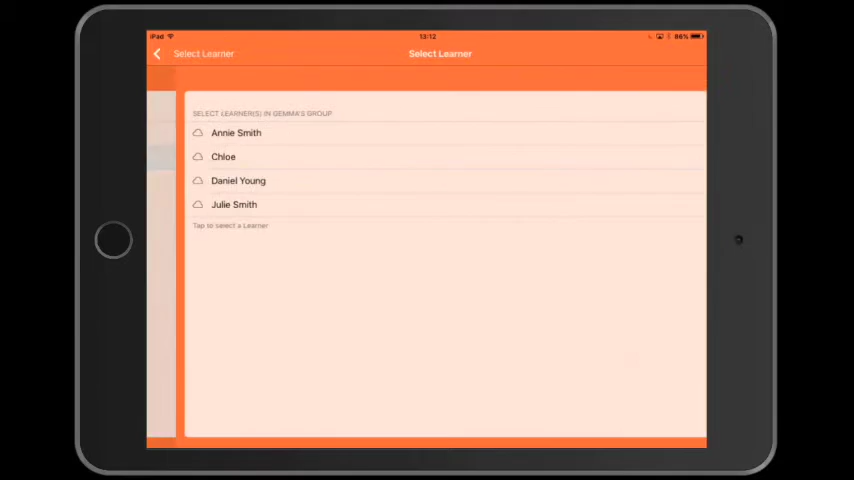 iPad 13:12 86%
Select Learner Select Learner
SELECT LEARNER(S) IN GEMMA'S GROUP
Annie Smith
Chloe
Daniel Young
Julie Smith
Tap to select a Learner